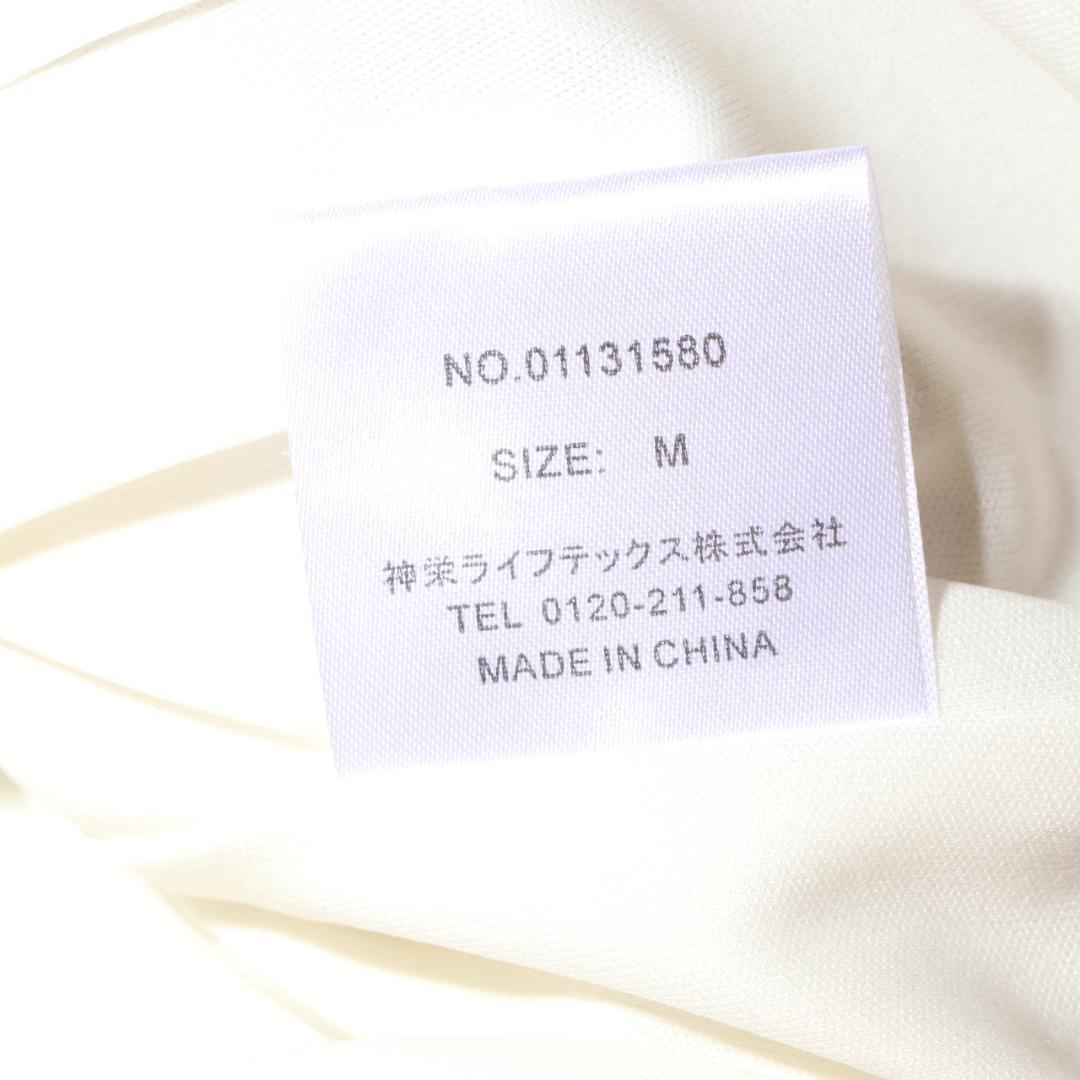 NO.01131580
SIZE: M
神栄ライフテックス株式会社
TEL 0120-211-858
MADE IN CHINA